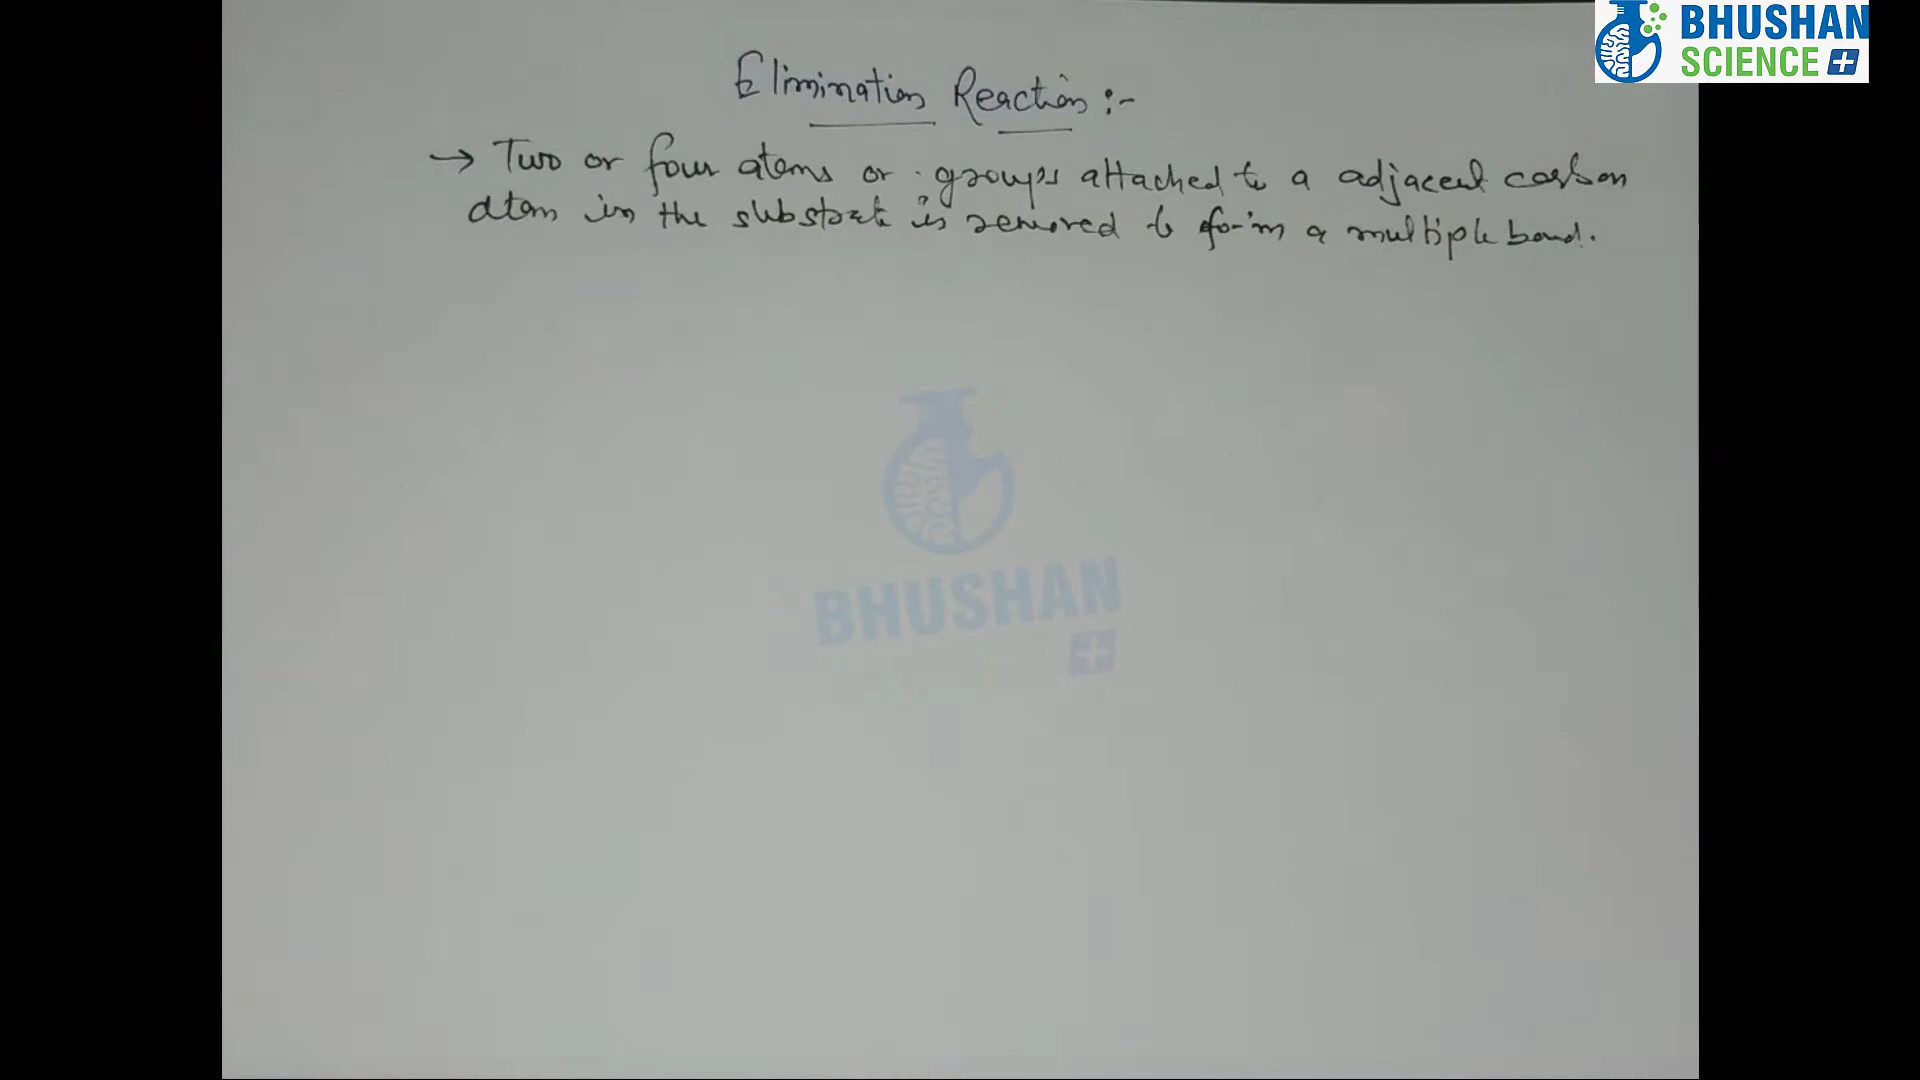 BHUSHAN
SCIENCE +
Elimination Reaction :-
→ Two or four atoms or groups attached to a adjacent carbon
atom in the substrate is removed to form a multiple bond.
BHUSHAN
+